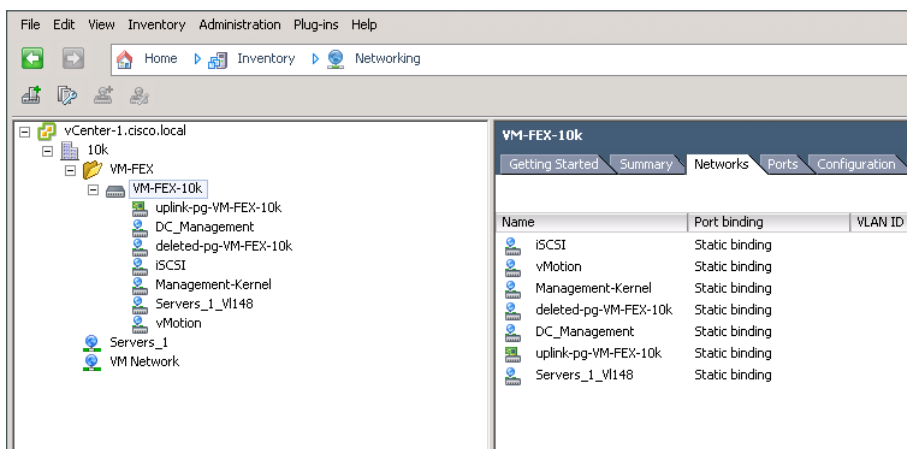 File Edit View Inventory Administration Plug-ins Help
Home Inventory Networking
vCenter-1.cisco.local
10k
VM-FEX
VM-FEX-10k
uplink-pg-VM-FEX-10k
DC_Management
deleted-pg-VM-FEX-10k
iSCSI
Management-Kernel
Servers_1_Vl148
vMotion
Servers_1
VM Network
VM-FEX-10k
Getting Started Summary Networks Ports Configuration
Name Port binding VLAN ID
iSCSI Static binding
vMotion Static binding
Management-Kernel Static binding
deleted-pg-VM-FEX-10k Static binding
DC_Management Static binding
uplink-pg-VM-FEX-10k Static binding
Servers_1_Vl148 Static binding